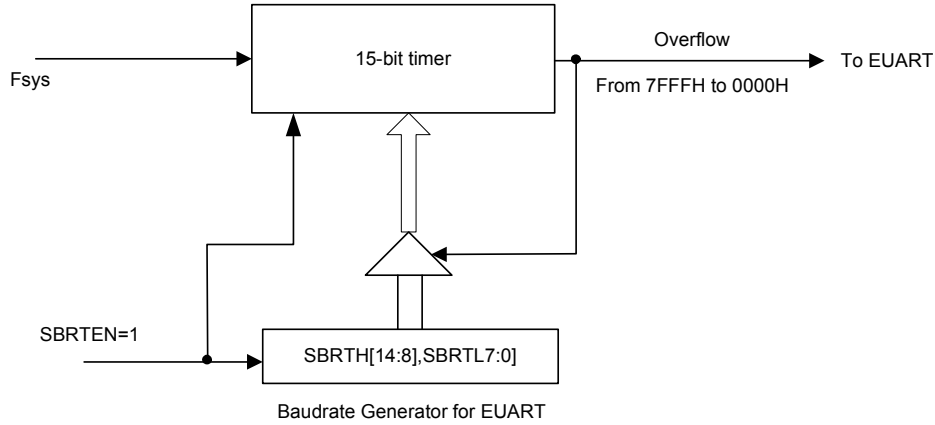 15-bit timer
Overflow
To EUART
Fsys
From 7FFFH to 0000H
SBRTEN=1
SBRTH[14:8],SBRTL7:0]
Baudrate Generator for EUART